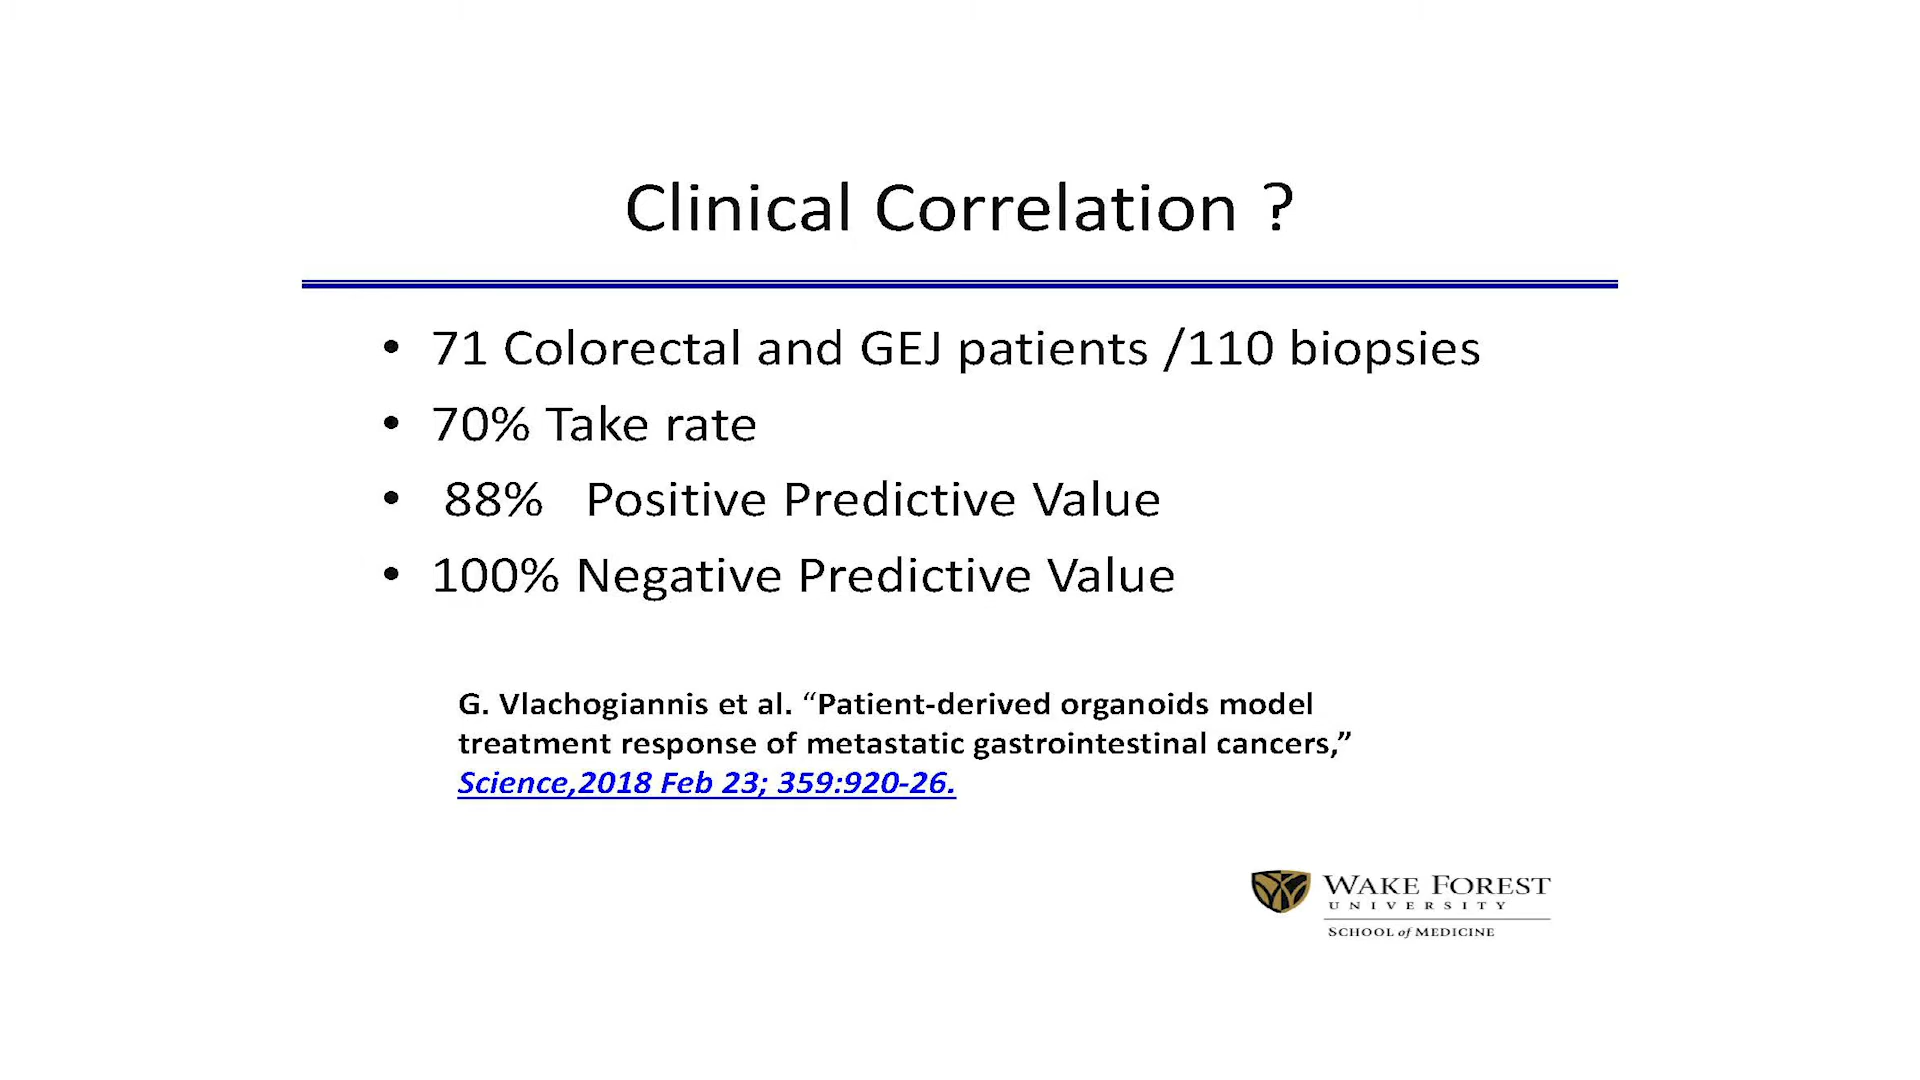 Clinical Correlation ?
• 71 Colorectal and GEJ patients /110 biopsies
• 70% Take rate
• 88% Positive Predictive Value
• 100% Negative Predictive Value
G. Vlachogiannis et al. “Patient-derived organoids model
treatment response of metastatic gastrointestinal cancers,”
Science,2018 Feb 23; 359:920-26.
WAKE FOREST
UNIVERSITY
SCHOOL of MEDICINE